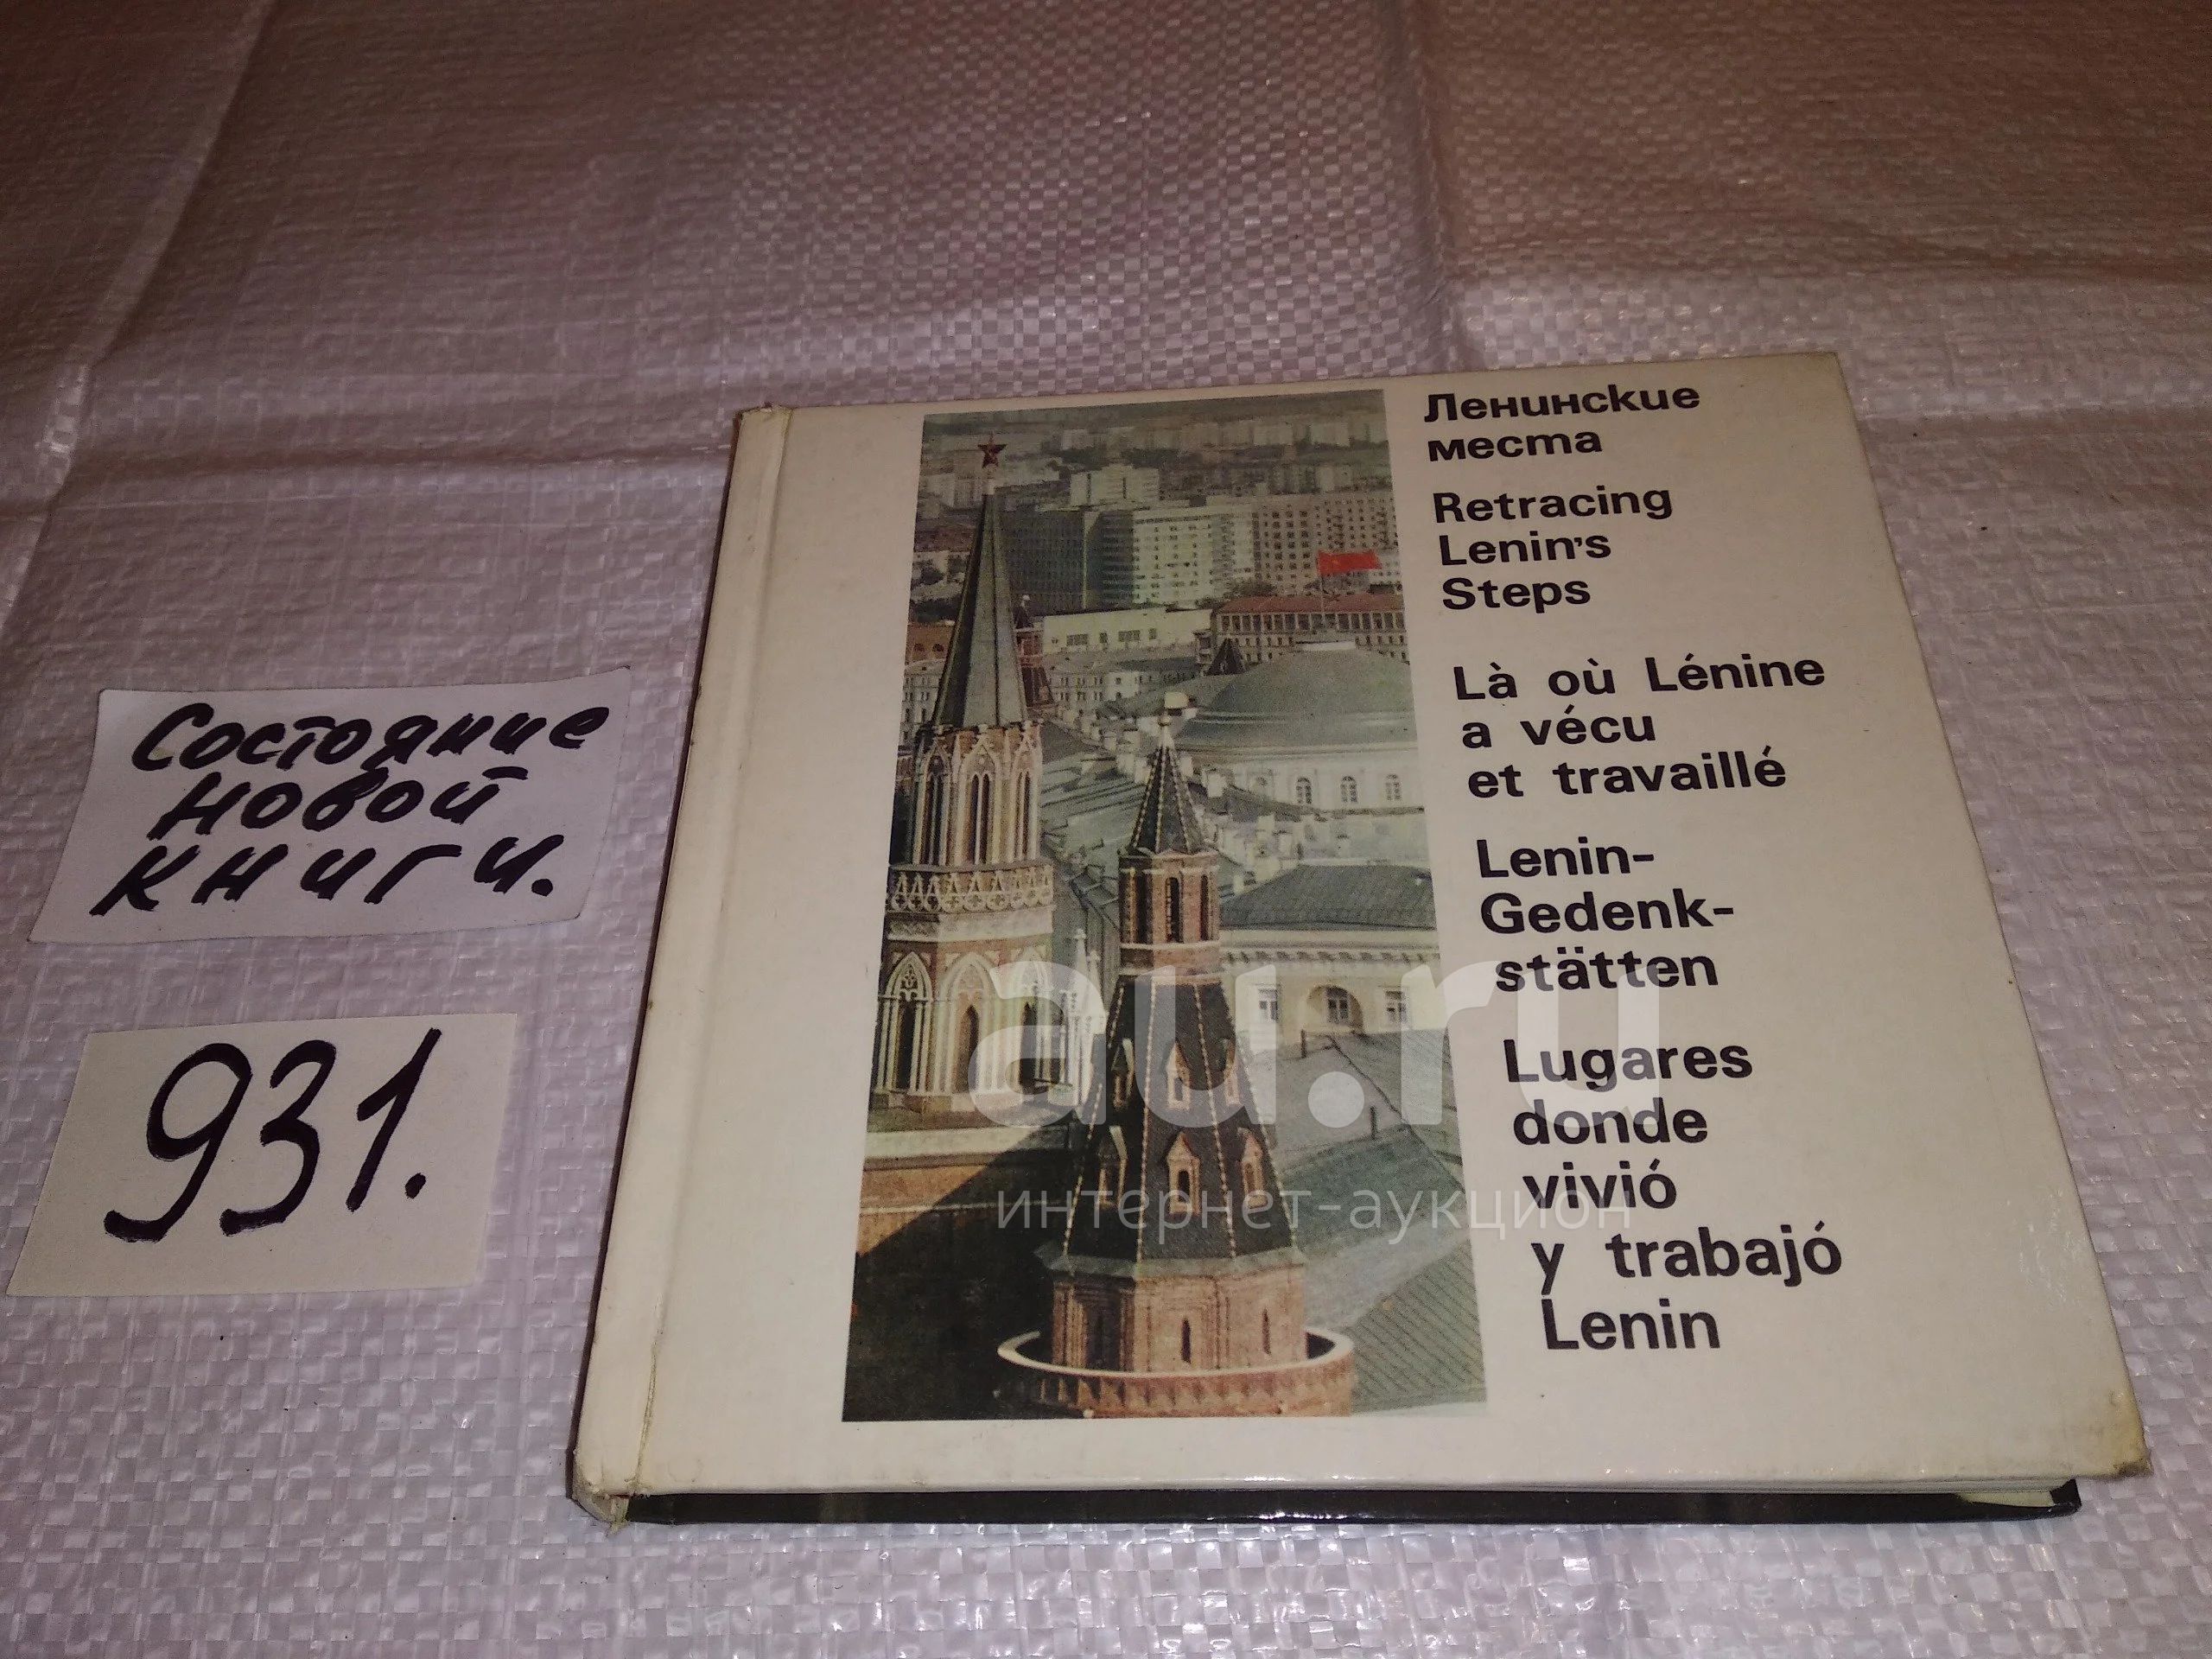 Ленинские
места
Retracing
Lenin's
Steps
Là où Lénine
a vécu
et travaillé
Lenin-
Gedenk-
stätten
Lugares
donde
vivió
y trabajó
Lenin
Состояние
новой
книги.
931.
au.ru
интернет-аукцион